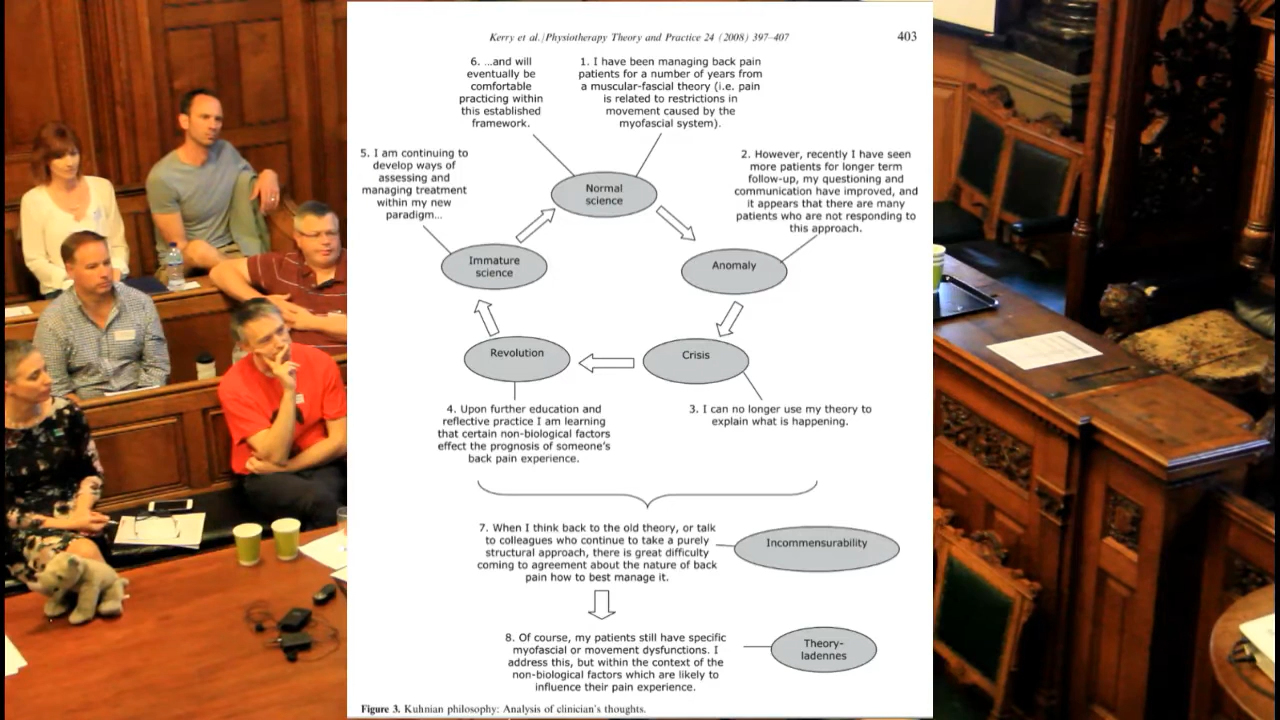 Kerry et al./Physiotherapy Theory and Practice 24 (2008) 397–407
403
6. ...and will
eventually be
comfortable
practicing within
this established
framework.
1. I have been managing back pain
patients for a number of years from
a muscular-fascial theory (i.e. pain
is related to restrictions in
movement caused by the
myofascial system).
5. I am continuing to
develop ways of
assessing and
managing treatment
within my new
paradigm...
2. However, recently I have seen
more patients for longer term
follow-up, my questioning and
communication have improved, and
it appears that there are many
patients who are not responding to
this approach.
Normal
science
Immature
science
Anomaly
Revolution
Crisis
4. Upon further education and
reflective practice I am learning
that certain non-biological factors
effect the prognosis of someone's
back pain experience.
3. I can no longer use my theory to
explain what is happening.
7. When I think back to the old theory, or talk
to colleagues who continue to take a purely
structural approach, there is great difficulty
coming to agreement about the nature of back
pain how to best manage it.
Incommensurability
8. Of course, my patients still have specific
myofascial or movement dysfunctions. I
address this, but within the context of the
non-biological factors which are likely to
influence their pain experience.
Theory-
ladennes
Figure 3. Kuhnian philosophy: Analysis of clinician's thoughts.